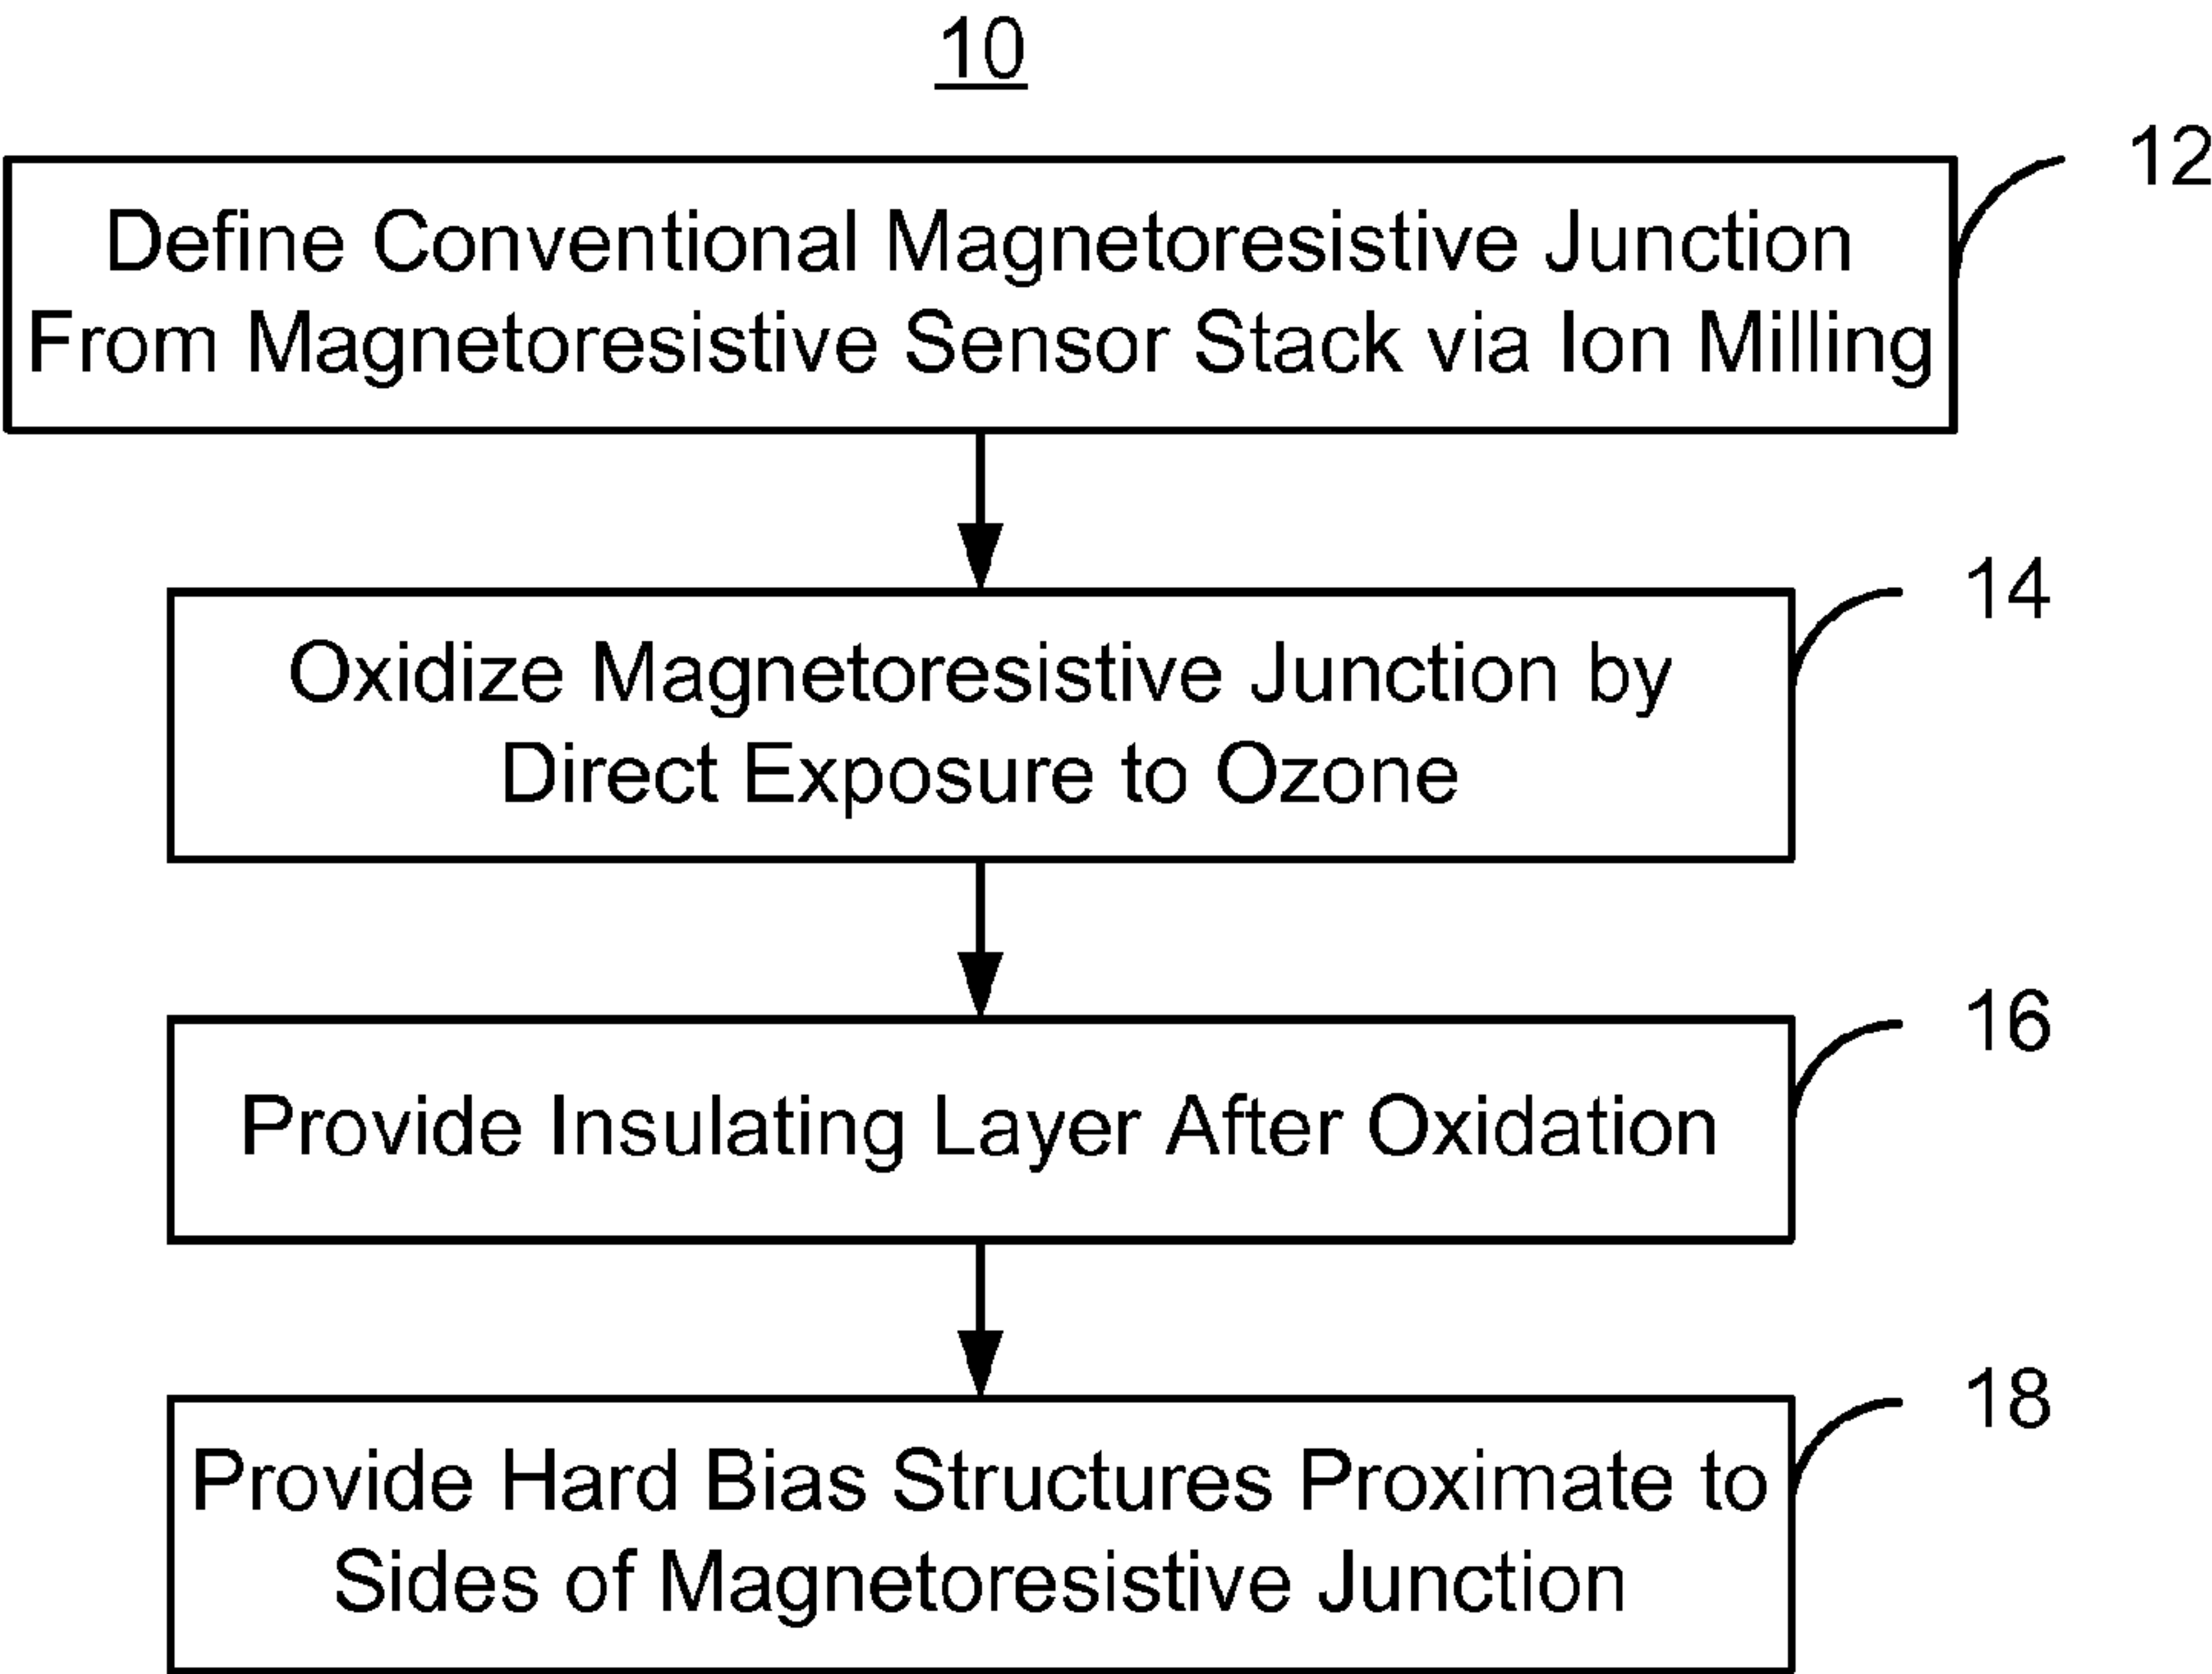 10
12
Define Conventional Magnetoresistive Junction
From Magnetoresistive Sensor Stack via Ion Milling
14
Oxidize Magnetoresistive Junction by
Direct Exposure to Ozone
16
Provide Insulating Layer After Oxidation
18
Provide Hard Bias Structures Proximate to
Sides of Magnetoresistive Junction